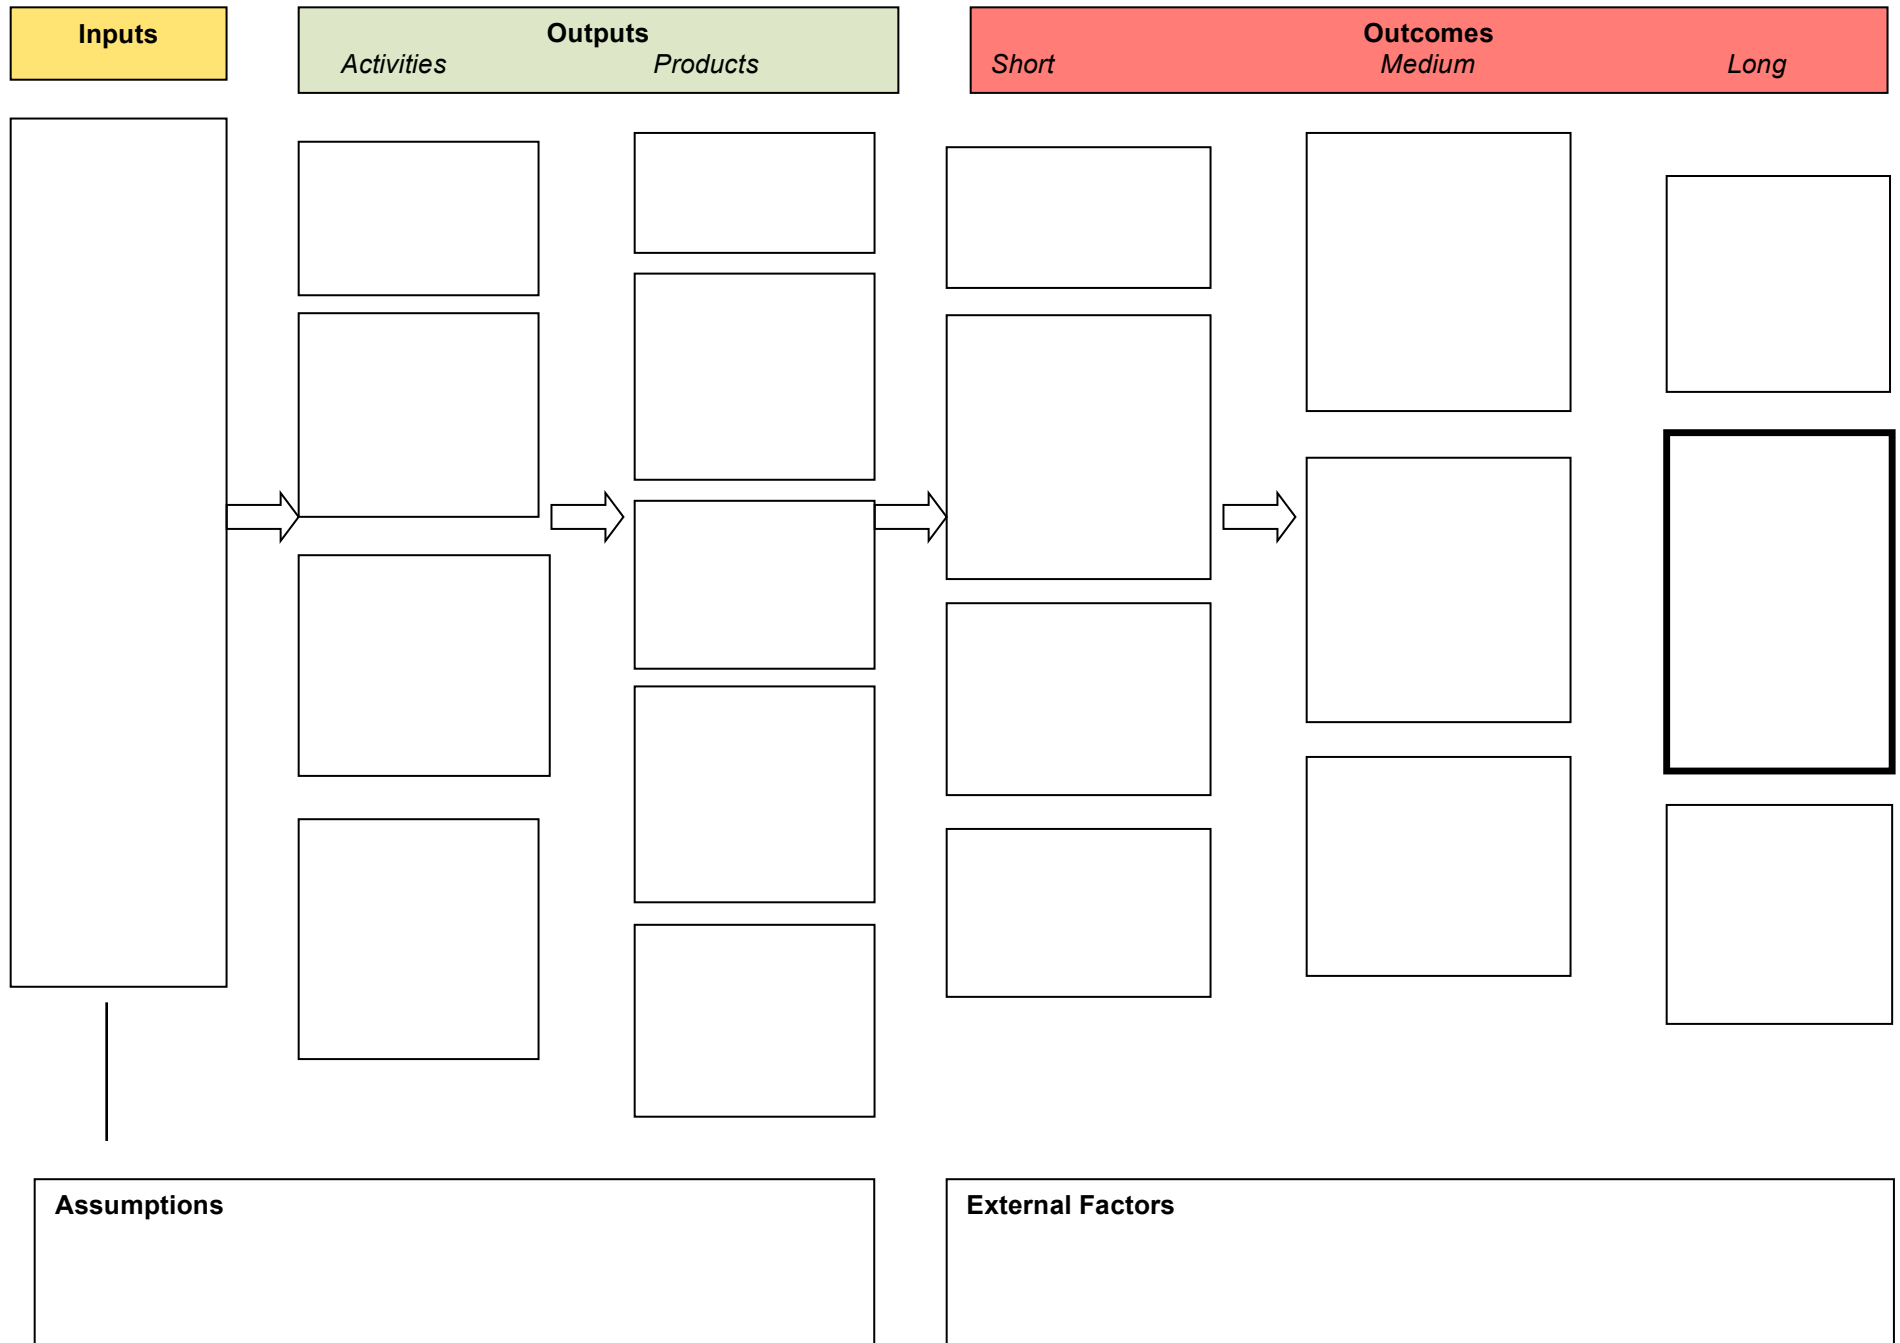 Inputs
Outputs
Activities Products
Outcomes
Short Medium Long
Assumptions
External Factors